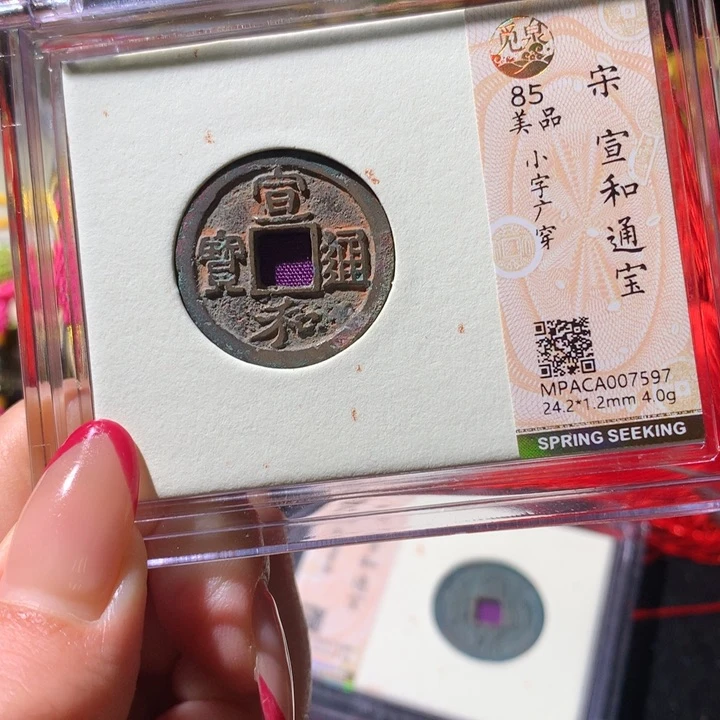 宣
寶 通
和
觅泉
85
美品
小字广穿
宋 宣和通宝
MPACA007597
24.2*1.2mm 4.0g
SPRING SEEKING